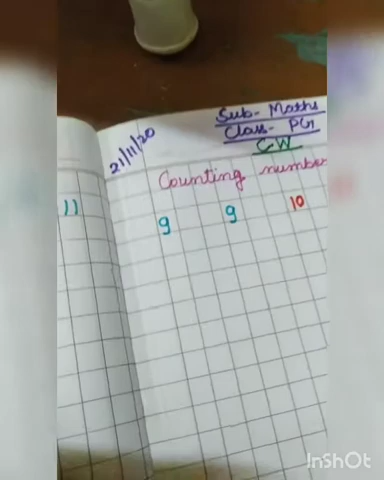 Sub- Maths
Class- PG
CW
21/11/20
Counting number
11
9 9 10
InShOt